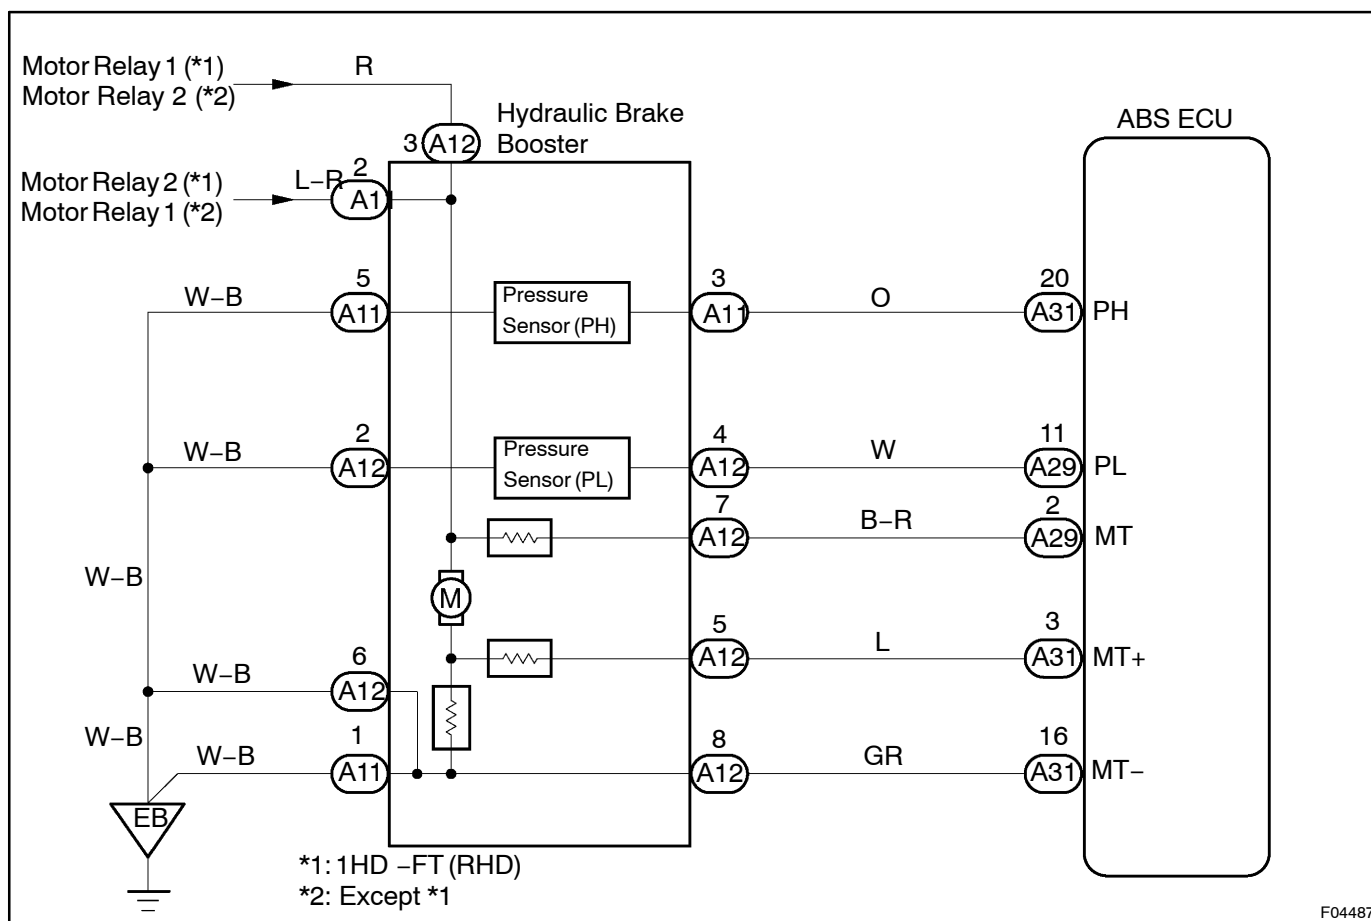 Motor Relay 1 (*1)
Motor Relay 2 (*2)
R
3
A12
Hydraulic Brake
Booster
ABS ECU
Motor Relay 2 (*1)
Motor Relay 1 (*2)
L-R
2
A1
W-B
5
A11
Pressure
Sensor (PH)
3
A11
O
20
A31
PH
W-B
2
A12
Pressure
Sensor (PL)
4
A12
W
11
A29
PL
7
A12
B-R
2
A29
MT
W-B
M
5
A12
L
3
A31
MT+
W-B
6
A12
W-B
W-B
1
A11
8
A12
GR
16
A31
MT-
EB
*1: 1HD -FT (RHD)
*2: Except *1
F04487